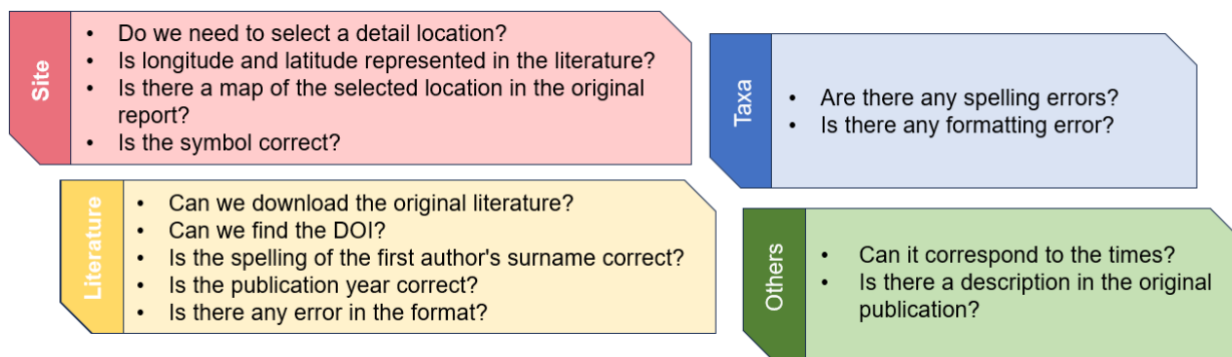 Site
• Do we need to select a detail location?
• Is longitude and latitude represented in the literature?
• Is there a map of the selected location in the original
report?
• Is the symbol correct?
Taxa
• Are there any spelling errors?
• Is there any formatting error?
Literature
• Can we download the original literature?
• Can we find the DOI?
• Is the spelling of the first author's surname correct?
• Is the publication year correct?
• Is there any error in the format?
Others
• Can it correspond to the times?
• Is there a description in the original
publication?